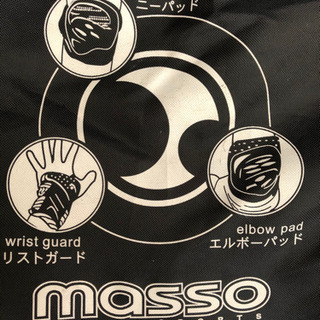 ニーパッド
wrist guard
リストガード
elbow pad
エルボーパッド
masso